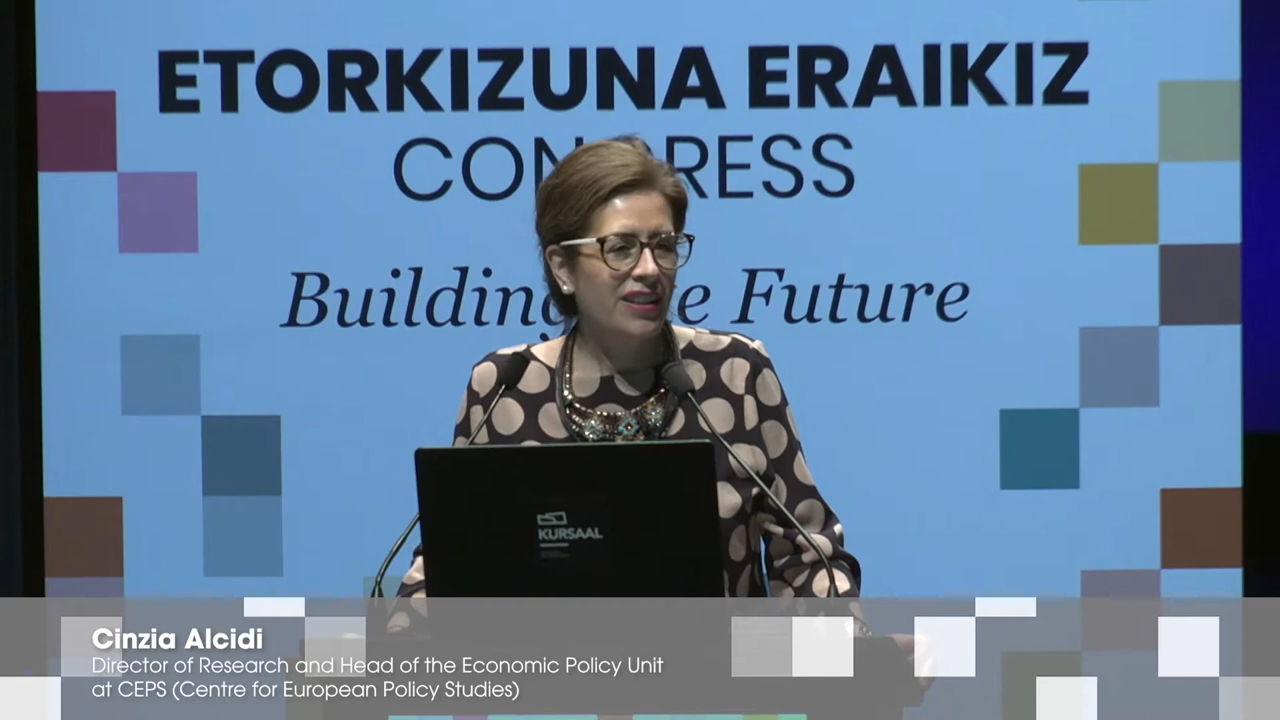 ETORKIZUNA ERAIKIZ
CON RESS
Building e Future
KURSAAL
Cinzia Alcidi
Director of Research and Head of the Economic Policy Unit
at CEPS (Centre for European Policy Studies)